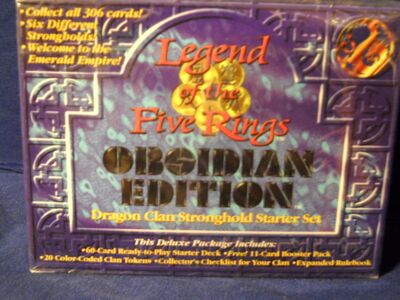 •Collect all 306 cards!
•Six Different
Strongholds!
•Welcome to the
Emerald Empire!
Legend
of the
Five Rings
OBSIDIAN
EDITION
Dragon Clan Stronghold Starter Set
This Deluxe Package Includes:
•60-Card Ready-to-Play Starter Deck •Free! 11-Card Booster Pack
•20 Color-Coded Clan Tokens •Collector's Checklist for Your Clan •Expanded Rulebook